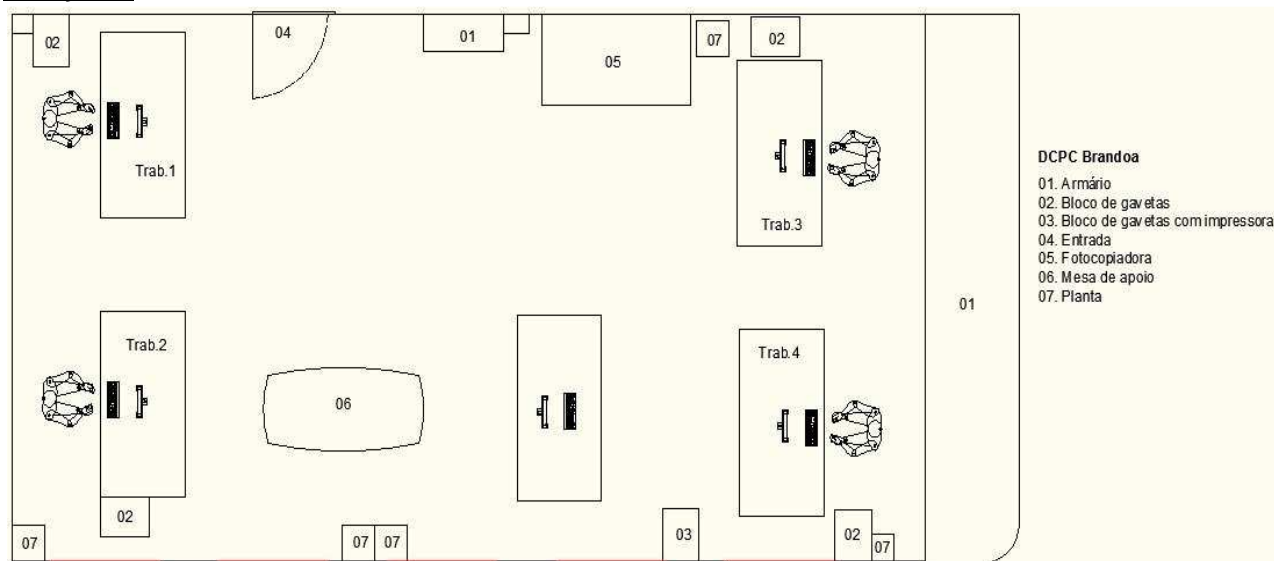 02
04
01
05
07
02
Trab.1
Trab.3
DCPC Brandoa
01. Armário
02. Bloco de gavetas
03. Bloco de gavetas com impressora
04. Entrada
05. Fotocopiadora
06. Mesa de apoio
07. Planta
01
Trab.2
Trab.4
06
02
07
07
07
03
02
07